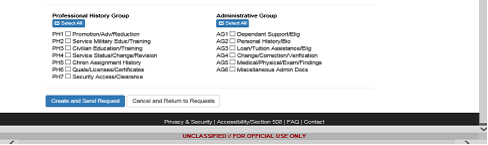 Professional History Group
Select All
PH1 Promotion/Adv/Reduction
PH2 Service Military Educ/Training
PH3 Civilian Education/Training
PH4 Service Status/Change/Revision
PH5 Chron Assignment History
PH6 Quals/Licenses/Certificates
PH7 Security Access/Clearance
Administrative Group
Select All
AG1 Dependent Support/Elig
AG2 Personal History/Bio
AG3 Loan/Tuition Assistance/Elig
AG4 Change/Correction/Verification
AG5 Medical/Physical/Exam/Findings
AG6 Miscellaneous Admin Docs
Create and Send Request
Cancel and Return to Requests
Privacy & Security | Accessibility/Section 508 | FAQ | Contact
UNCLASSIFIED // FOR OFFICIAL USE ONLY